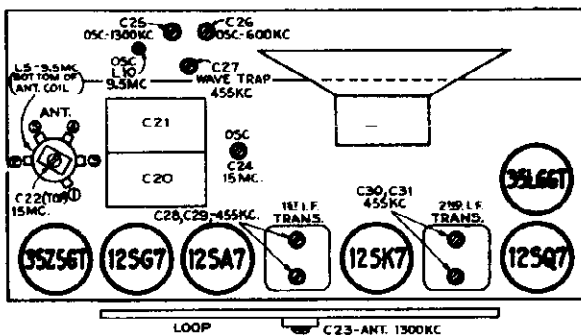 C25
OSC-1300KC
C26
OSC-600KC
OSC
L10
9.5MC
C27
WAVE TRAP
455KC
L5-9.5MC
(BOTTOM OF
ANT. COIL)
ANT.
C21
C20
OSC
C24
15MC.
C22(TOP)
15MC.
C28,C29-455KC.
1ST I.F.
TRANS.
C30,C31
455KC
2ND I.F.
TRANS.
35L6GT
35Z5GT
12SG7
12SA7
12SK7
12SQ7
LOOP
C23-ANT. 1300KC